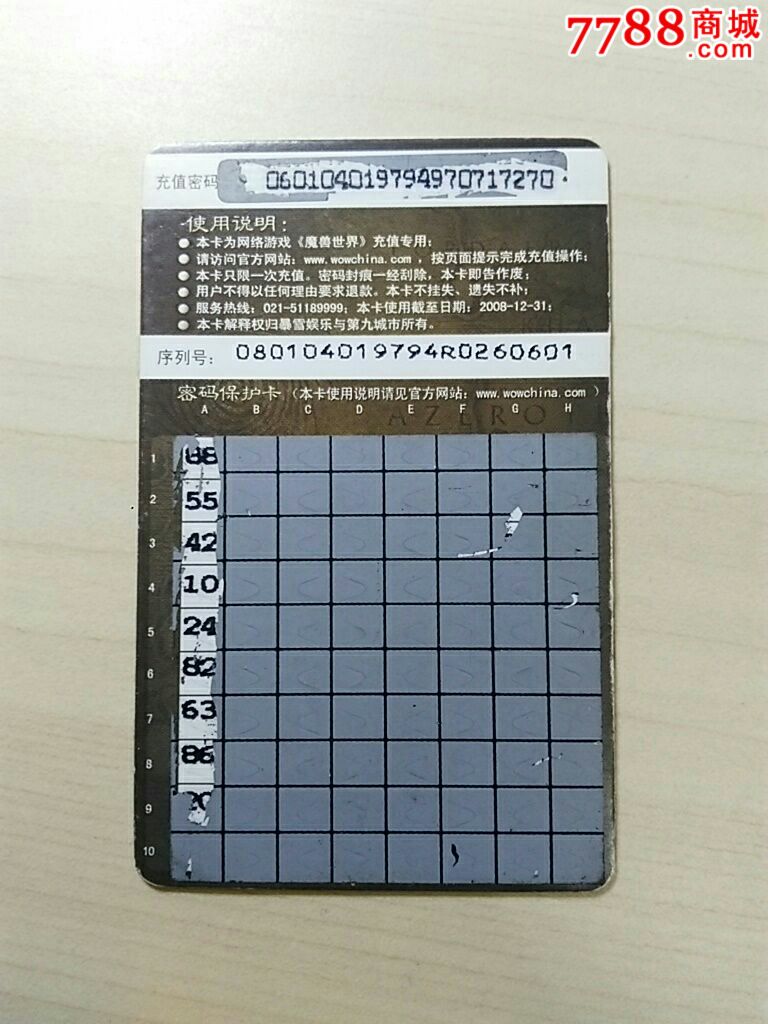 7788商城
.com
充值密码 060104019794970717270
使用说明：
● 本卡为网络游戏《魔兽世界》充值专用；
● 请访问官方网站：www.wowchina.com，按页面提示完成充值操作；
● 本卡只限一次充值。密码封痕一经刮除，本卡即告作废；
● 用户不得以任何理由要求退款。本卡不挂失、遗失不补；
● 服务热线：021-51189999；本卡使用截至日期：2008-12-31；
● 本卡解释权归暴雪娱乐与第九城市所有。
序列号： 080104019794R0260601
密码保护卡（本卡使用说明请见官方网站：www.wowchina.com）
A B C D E F G H
AZERO
1 88
2 55
3 42
4 10
5 24
6 82
7 63
8 86
9 20
10